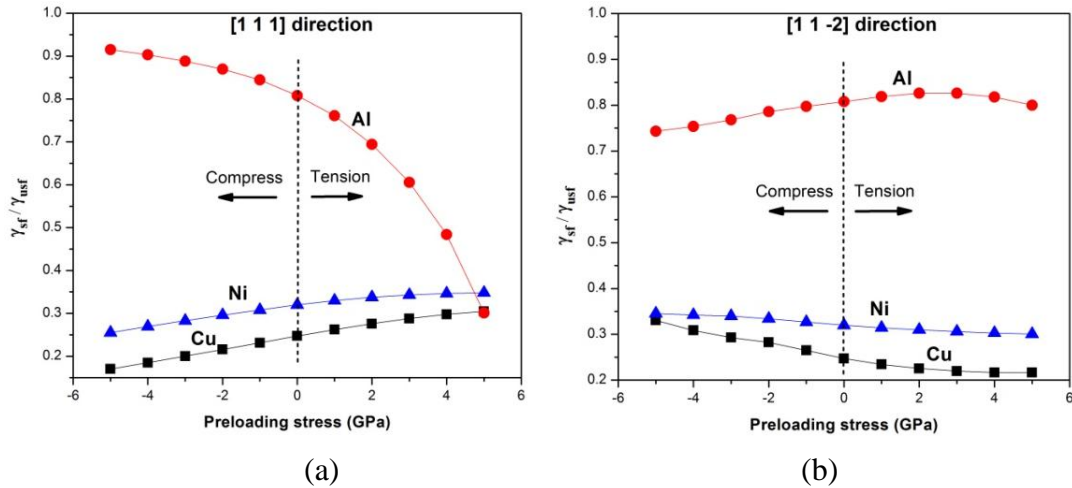 [1 1 1] direction
1.0
0.9
0.8
0.7
0.6
0.5
0.4
0.3
0.2
γsf / γusf
Al
Compress
Tension
Ni
Cu
-6 -4 -2 0 2 4 6
Preloading stress (GPa)
(a)
[1 1 -2] direction
1.0
0.9
0.8
0.7
0.6
0.5
0.4
0.3
0.2
γsf / γusf
Al
Compress
Tension
Ni
Cu
-6 -4 -2 0 2 4 6
Preloading stress (GPa)
(b)